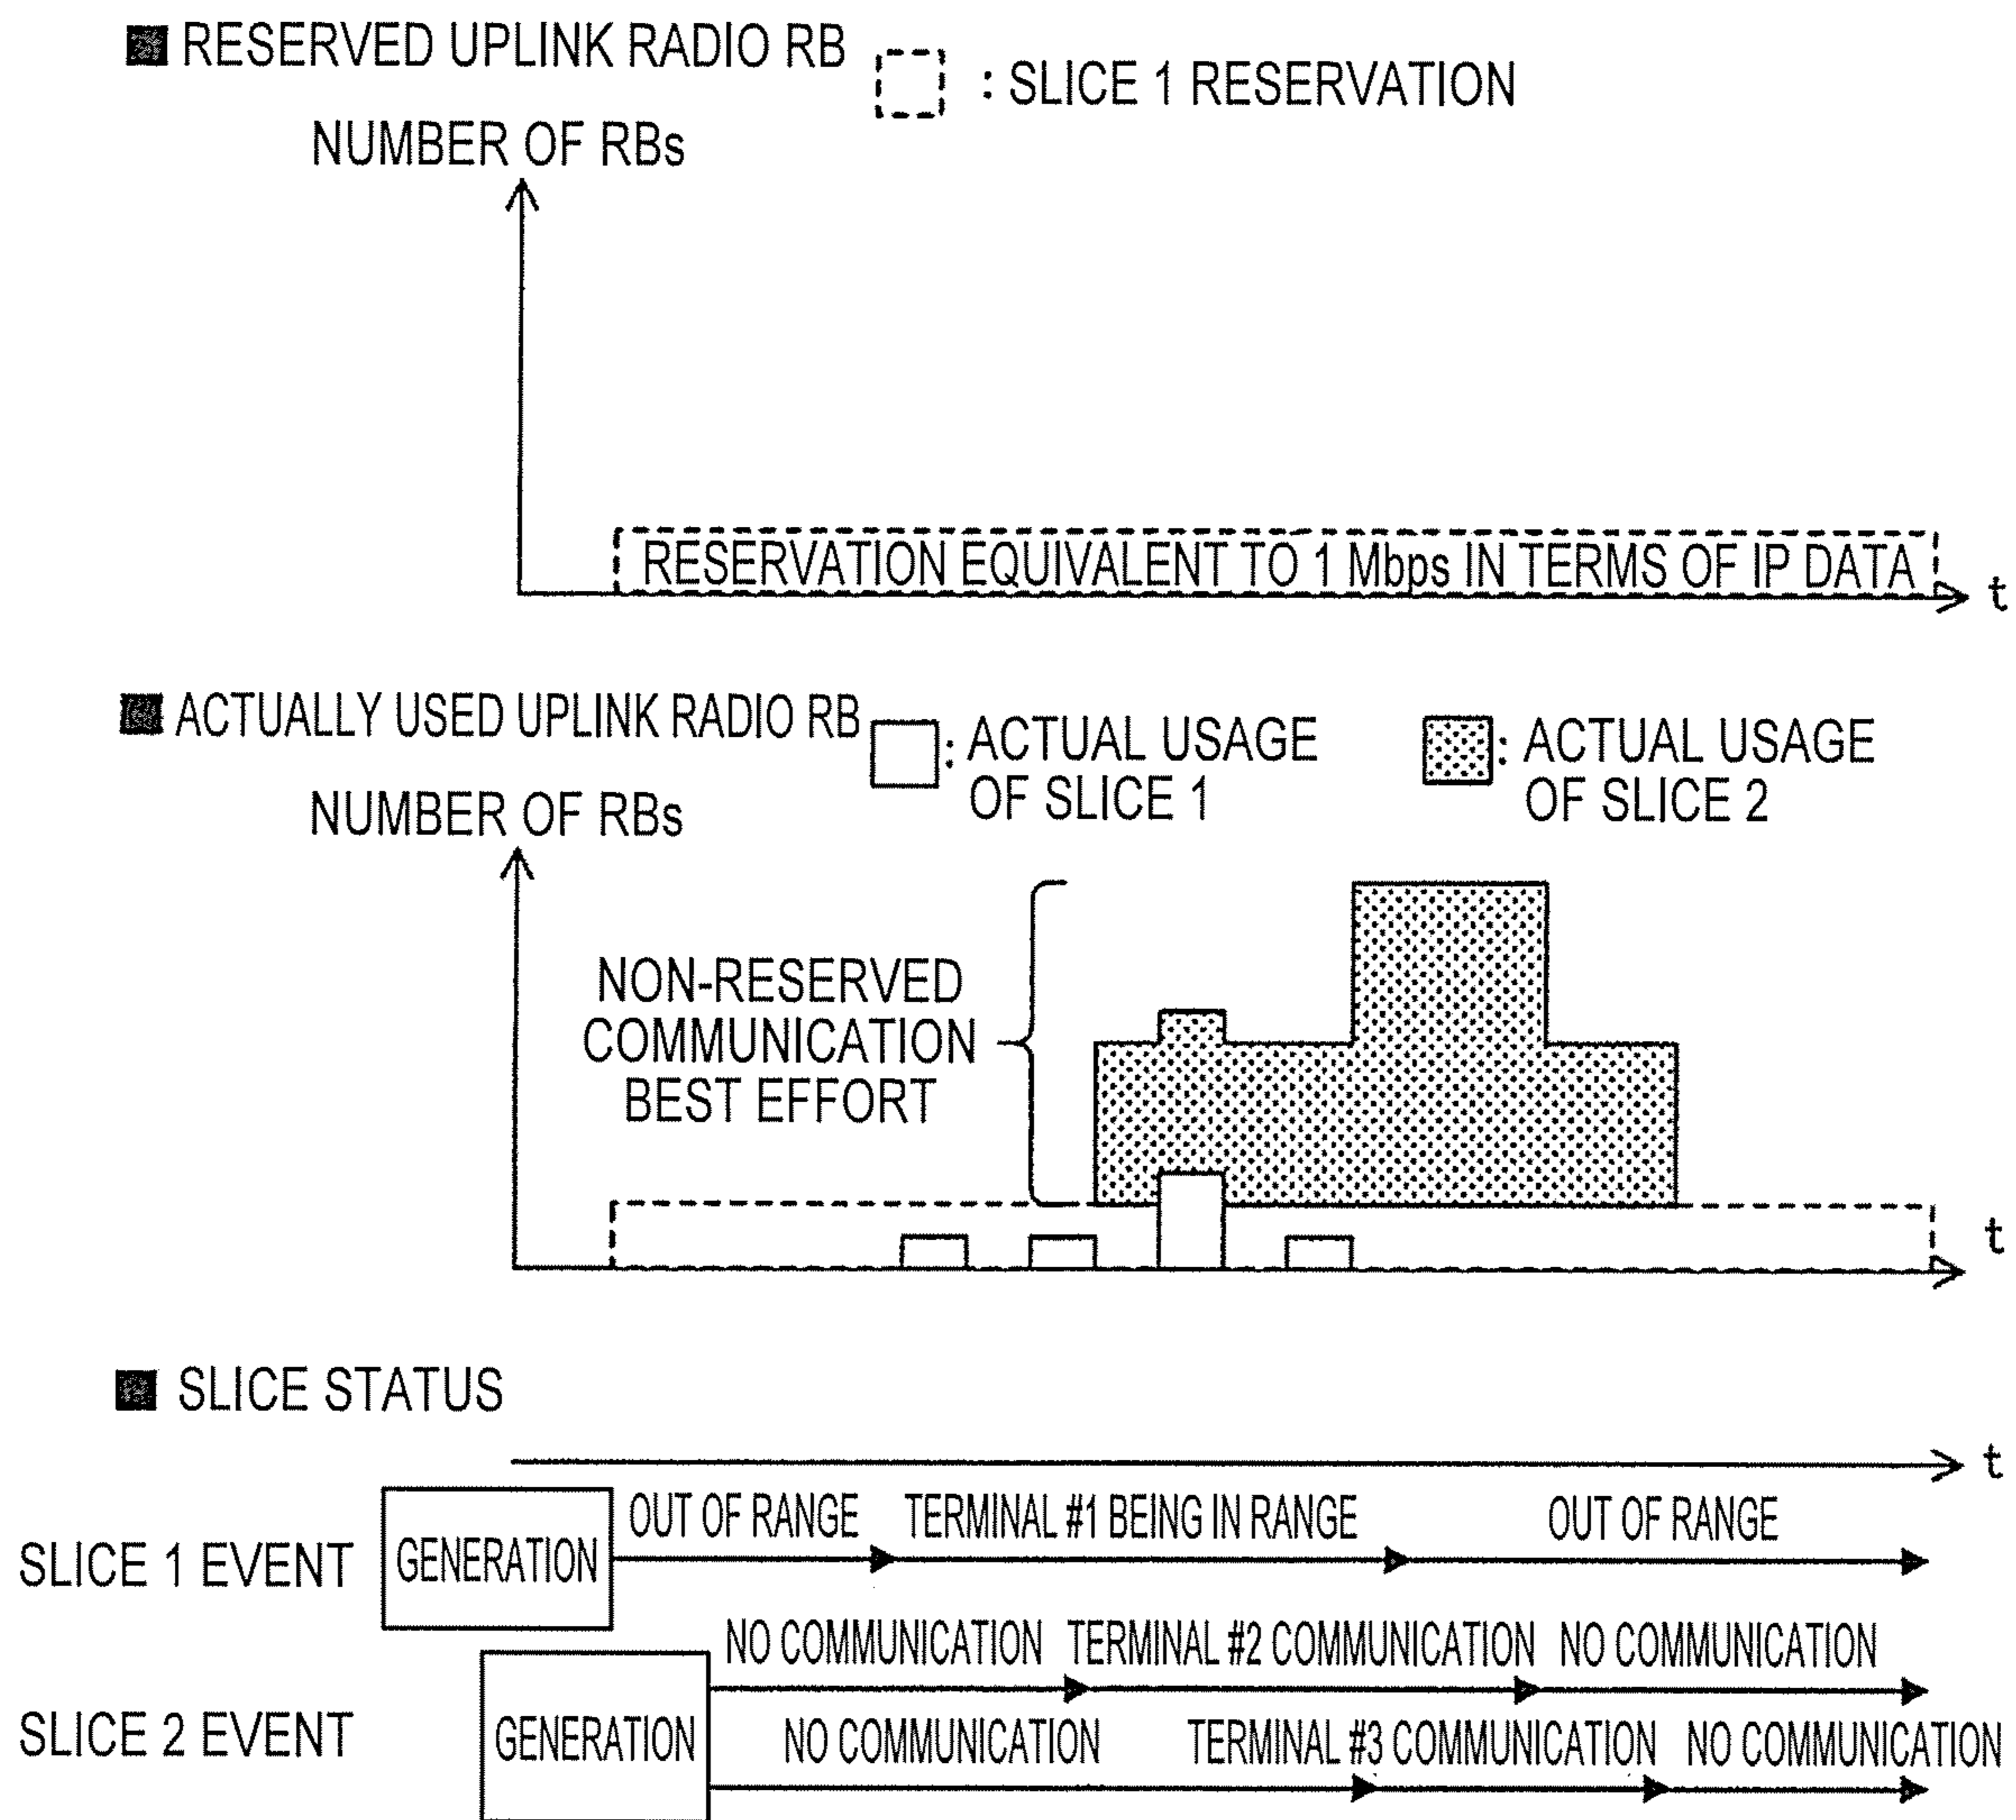 RESERVED UPLINK RADIO RB
: SLICE 1 RESERVATION
NUMBER OF RBs
RESERVATION EQUIVALENT TO 1 Mbps IN TERMS OF IP DATA
t
ACTUALLY USED UPLINK RADIO RB
: ACTUAL USAGE
OF SLICE 1
: ACTUAL USAGE
OF SLICE 2
NUMBER OF RBs
NON-RESERVED
COMMUNICATION
BEST EFFORT
t
SLICE STATUS
t
SLICE 1 EVENT
GENERATION
OUT OF RANGE
TERMINAL #1 BEING IN RANGE
OUT OF RANGE
SLICE 2 EVENT
GENERATION
NO COMMUNICATION
TERMINAL #2 COMMUNICATION
NO COMMUNICATION
NO COMMUNICATION
TERMINAL #3 COMMUNICATION
NO COMMUNICATION